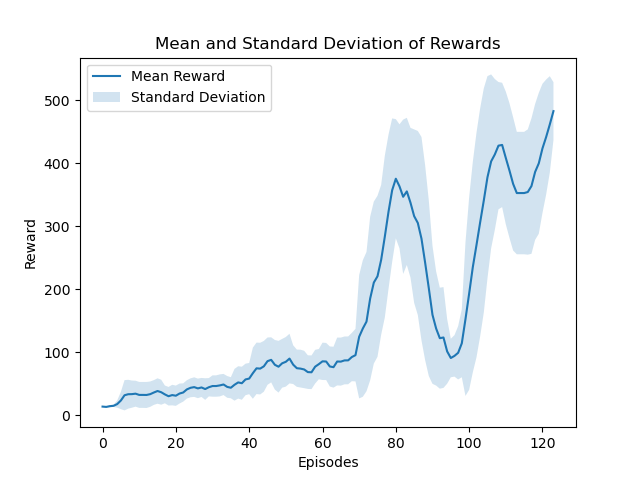 Mean and Standard Deviation of Rewards
Mean Reward
Standard Deviation
Reward
500
400
300
200
100
0
0 20 40 60 80 100 120
Episodes